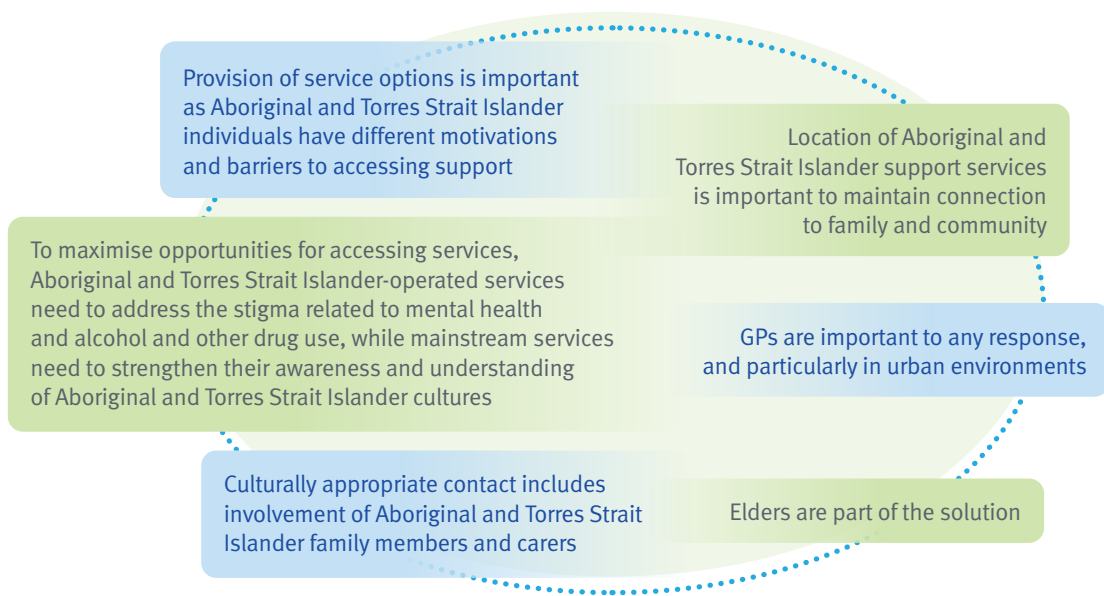 Provision of service options is important
as Aboriginal and Torres Strait Islander
individuals have different motivations
and barriers to accessing support
Location of Aboriginal and
Torres Strait Islander support services
is important to maintain connection
to family and community
To maximise opportunities for accessing services,
Aboriginal and Torres Strait Islander-operated services
need to address the stigma related to mental health
and alcohol and other drug use, while mainstream services
need to strengthen their awareness and understanding
of Aboriginal and Torres Strait Islander cultures
GPs are important to any response,
and particularly in urban environments
Culturally appropriate contact includes
involvement of Aboriginal and Torres Strait
Islander family members and carers
Elders are part of the solution